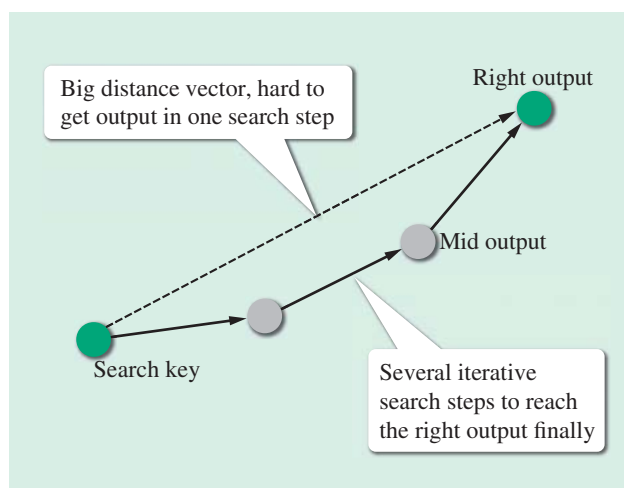 Right output
Big distance vector, hard to
get output in one search step
Mid output
Search key
Several iterative
search steps to reach
the right output finally